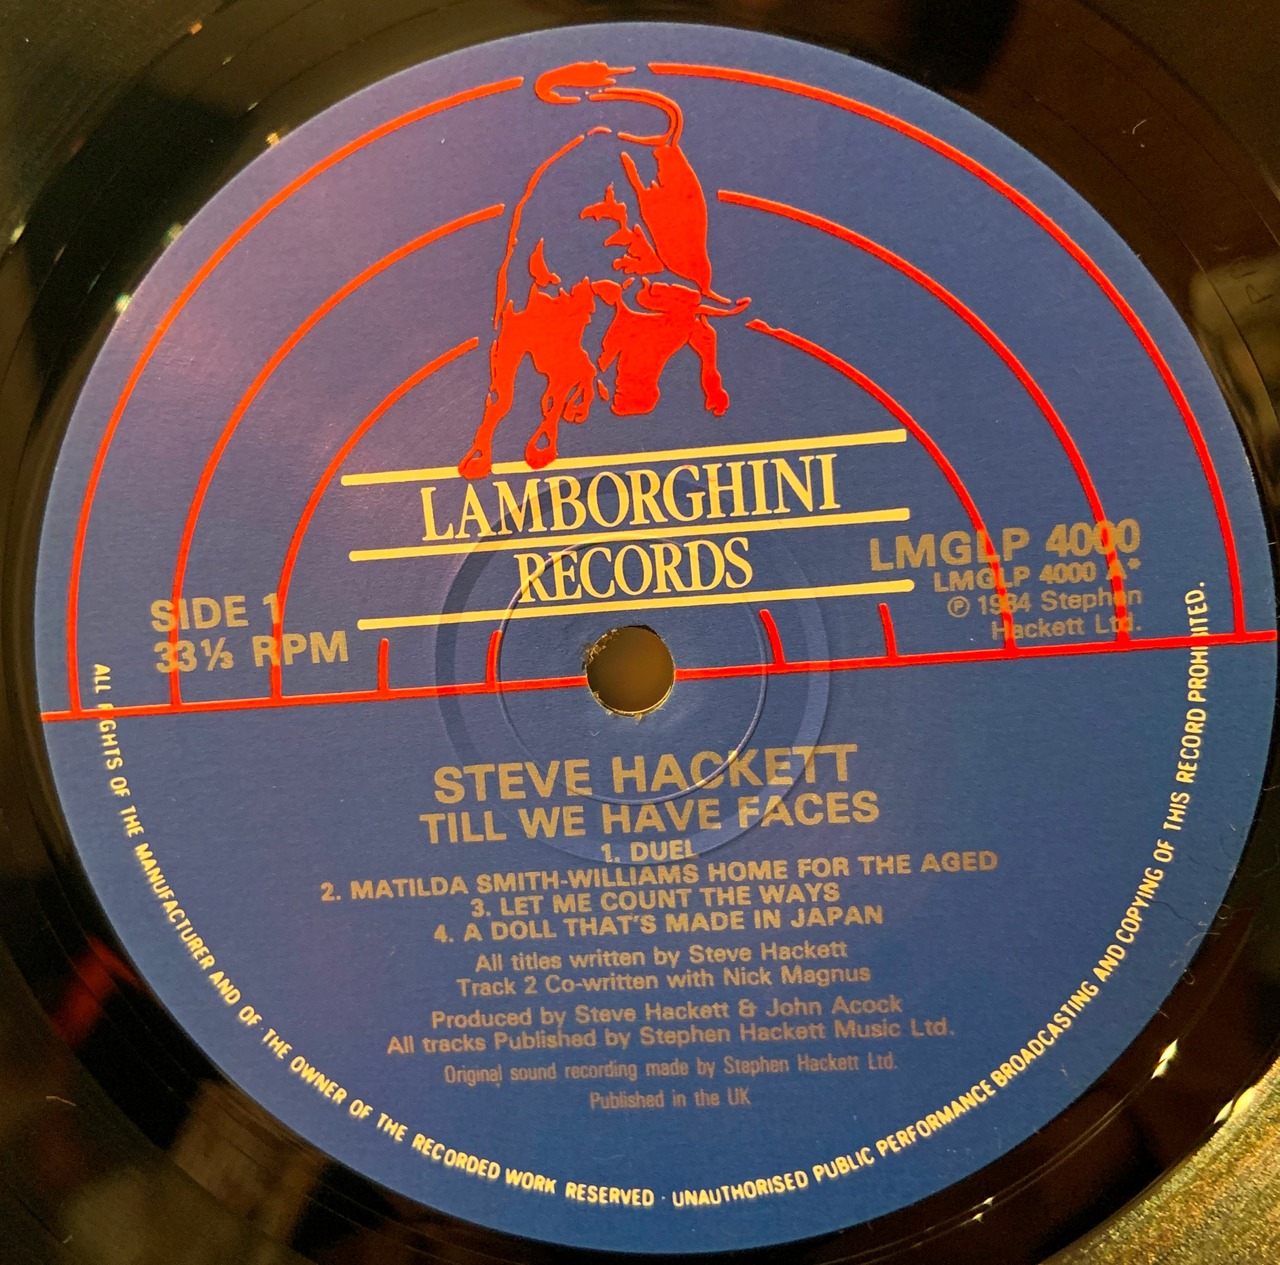 LAMBORGHINI
RECORDS
SIDE 1
33⅓ RPM
LMGLP 4000
LMGLP 4000 A*
℗ 1984 Stephen
Hackett Ltd.
STEVE HACKETT
TILL WE HAVE FACES
1. DUEL
2. MATILDA SMITH-WILLIAMS HOME FOR THE AGED
3. LET ME COUNT THE WAYS
4. A DOLL THAT'S MADE IN JAPAN
All titles written by Steve Hackett
Track 2 Co-written with Nick Magnus
Produced by Steve Hackett & John Acock
All tracks Published by Stephen Hackett Music Ltd.
Original sound recording made by Stephen Hackett Ltd.
Published in the UK
ALL RIGHTS OF THE MANUFACTURER AND OF THE OWNER OF THE RECORDED WORK RESERVED · UNAUTHORISED PUBLIC PERFORMANCE BROADCASTING AND COPYING OF THIS RECORD PROHIBITED.